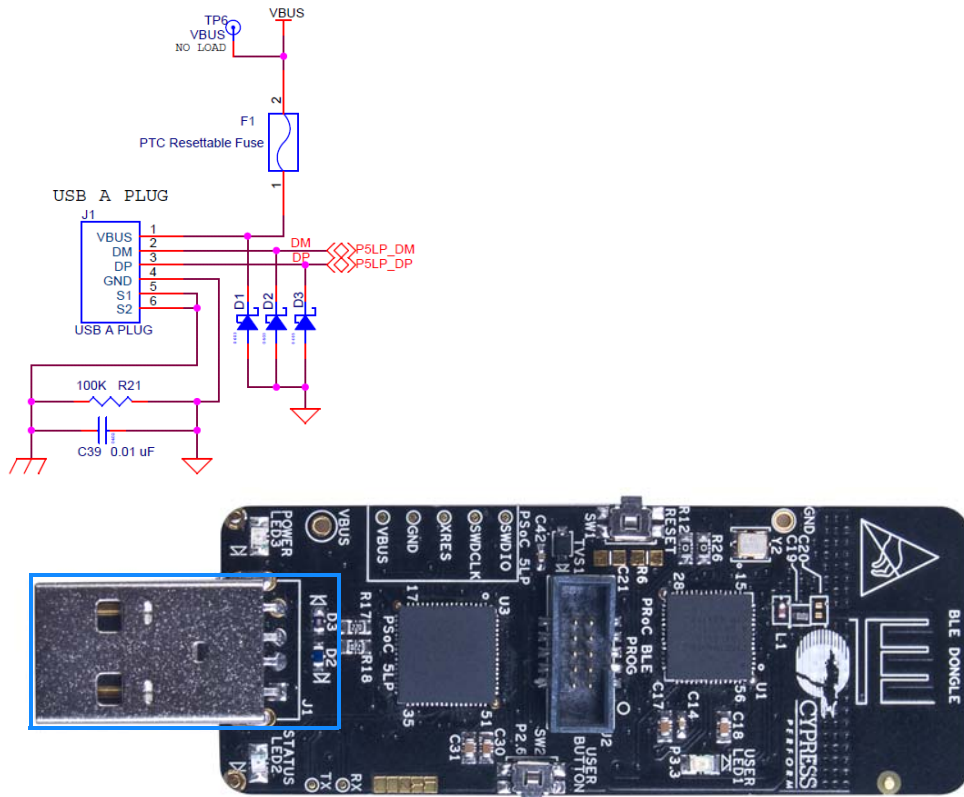 VBUS
TP6
VBUS
NO LOAD
2
F1
PTC Resettable Fuse
1
USB A PLUG
J1
VBUS 1
DM 2
DP 3
GND 4
S1 5
S2 6
USB A PLUG
DM P5LP_DM
DP P5LP_DP
D1 D2 D3
100K R21
C39 0.01 uF
POWER
LED3
VBUS
VBUS
GND
XRES
SWDCLK
SWDIO
PSoC 5LP
C42
TVS1
SW1
RESET
R12
R26
Y2
GND
C19
C20
C21
R6
28
15
PRoC BLE
PROG
L1
BLE DONGLE
17
U3
PSoC 5LP
35
51
R17
R18
D3
D2
J1
56
U1
C17
C14
C18
CYPRESS
PERFORM
STATUS
LED2
TX
RX
C31
C30
P2.6
SW2
USER
BUTTON
J2
P3.3
USER
LED1